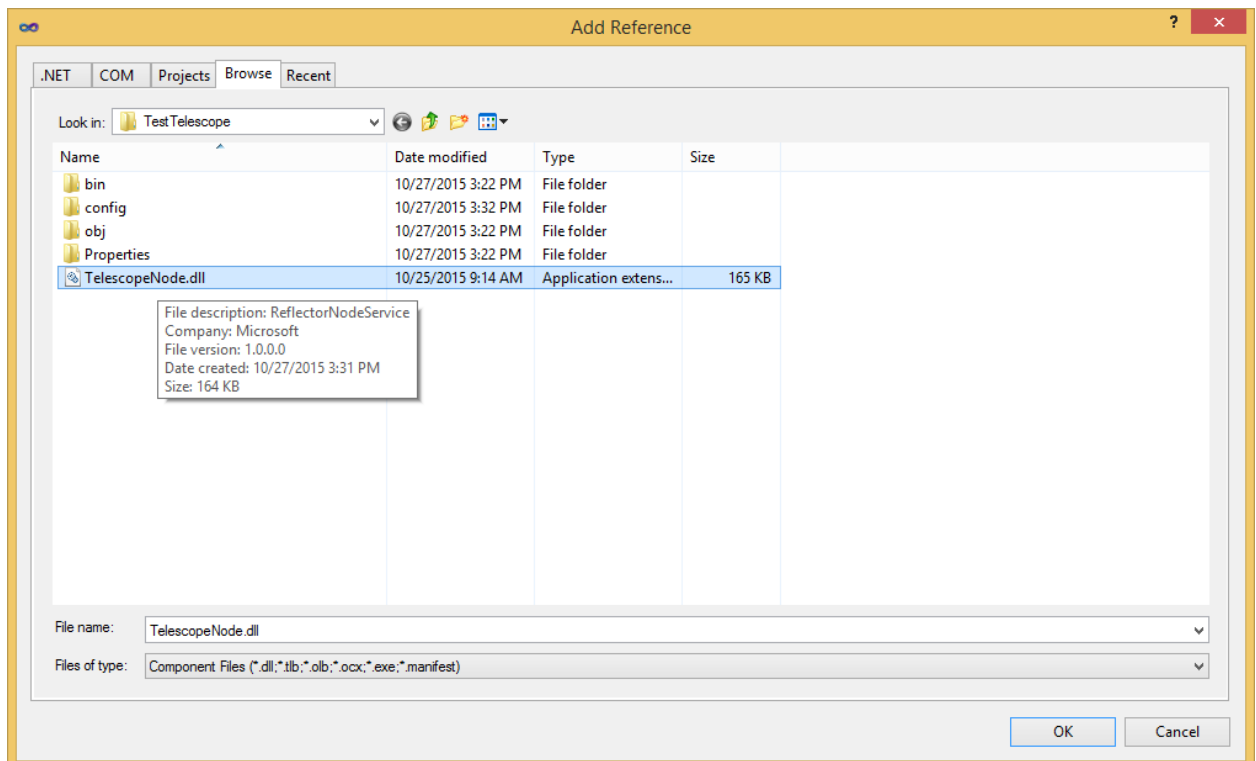 Add Reference
? ×
.NET COM Projects Browse Recent
Look in: TestTelescope
Name Date modified Type Size
bin 10/27/2015 3:22 PM File folder
config 10/27/2015 3:32 PM File folder
obj 10/27/2015 3:22 PM File folder
Properties 10/27/2015 3:22 PM File folder
TelescopeNode.dll 10/25/2015 9:14 AM Application extens... 165 KB
File description: ReflectorNodeService
Company: Microsoft
File version: 1.0.0.0
Date created: 10/27/2015 3:31 PM
Size: 164 KB
File name: TelescopeNode.dll
Files of type: Component Files (*.dll;*.tlb;*.olb;*.ocx;*.exe;*.manifest)
OK Cancel